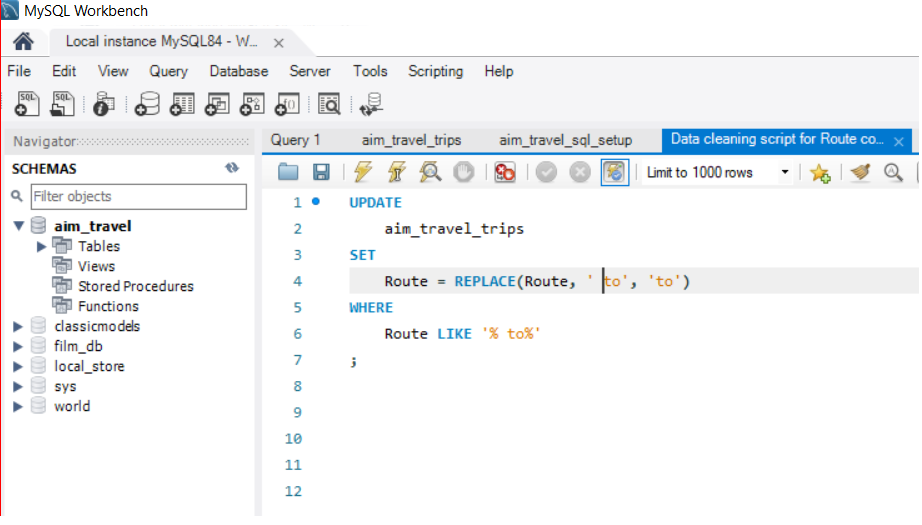 MySQL Workbench
Local instance MySQL84 - W... ×
File Edit View Query Database Server Tools Scripting Help
Navigator
SCHEMAS
Filter objects
aim_travel
Tables
Views
Stored Procedures
Functions
classicmodels
film_db
local_store
sys
world
Query 1 aim_travel_trips aim_travel_sql_setup Data cleaning script for Route co... ×
Limit to 1000 rows
1 UPDATE
2 aim_travel_trips
3 SET
4 Route = REPLACE(Route, ' to', 'to')
5 WHERE
6 Route LIKE '% to%'
7 ;
8
9
10
11
12